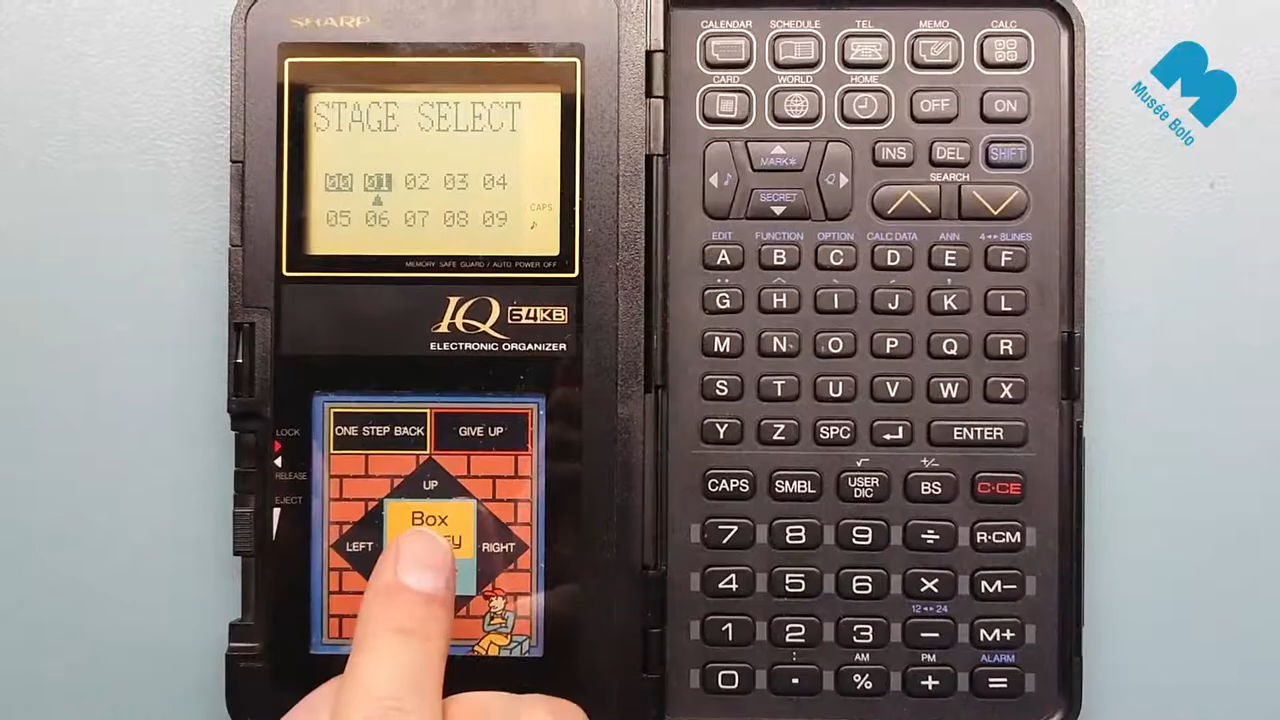 SHARP
STAGE SELECT
00 01 02 03 04
05 06 07 08 09
CAPS
MEMORY SAFE GUARD / AUTO POWER OFF
IQ 64KB
ELECTRONIC ORGANIZER
LOCK
RELEASE
EJECT
ONE STEP BACK
GIVE UP
UP
LEFT
RIGHT
Box
CALENDAR SCHEDULE TEL MEMO CALC
CARD WORLD HOME
OFF ON
MARK*
SECRET
INS DEL SHIFT
SEARCH
EDIT FUNCTION OPTION CALC DATA ANN 4↔8LINES
A B C D E F
G H I J K L
M N O P Q R
S T U V W X
Y Z SPC ENTER
√ +/−
CAPS SMBL USER DIC BS C·CE
7 8 9 ÷ R·CM
4 5 6 × M−
12↔24
1 2 3 − M+
: AM PM ALARM
0 · % + =
Musée Bolo